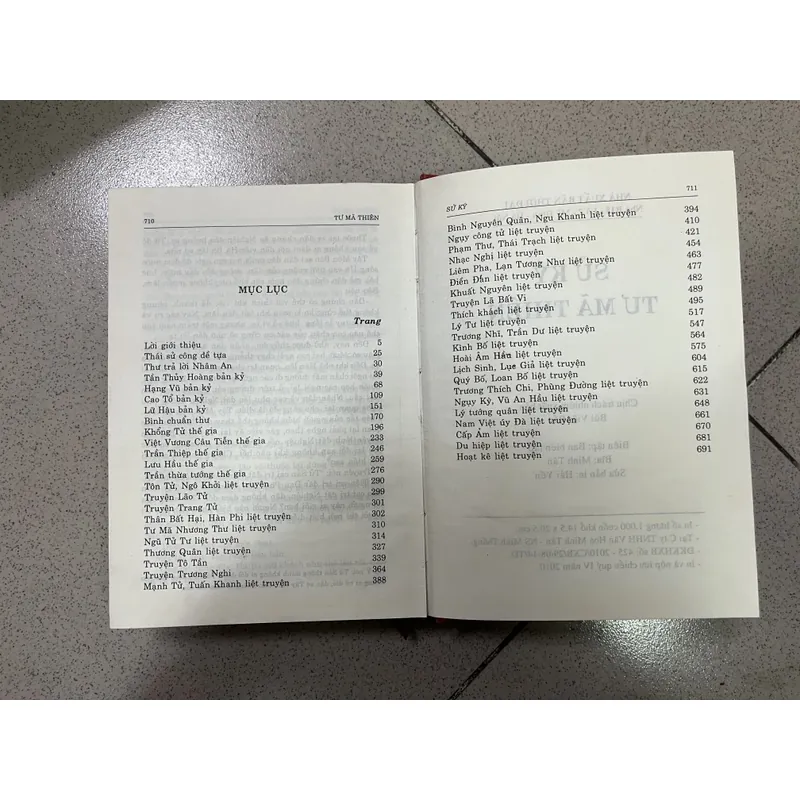 710 TƯ MÃ THIÊN
MỤC LỤC
Trang
Lời giới thiệu 5
Thái sử công đề tựa 25
Thư trả lời Nhâm An 30
Tần Thủy Hoàng bản kỷ 39
Hạng Vũ bản kỷ 68
Cao Tổ bản kỷ 109
Lữ Hậu bản kỷ 151
Bình chuẩn thư 170
Khổng Tử thế gia 196
Việt Vương Câu Tiễn thế gia 233
Trần Thiệp thế gia 246
Lưu Hầu thế gia 259
Trần thừa tướng thế gia 276
Tôn Tử, Ngô Khởi liệt truyện 290
Truyện Lão Tử 299
Truyện Trang Tử 301
Thân Bất Hại, Hàn Phi liệt truyện 302
Tư Mã Nhương Thư liệt truyện 310
Ngũ Tử Tư liệt truyện 314
Thương Quân liệt truyện 327
Truyện Tô Tần 339
Truyện Trương Nghi 364
Mạnh Tử, Tuấn Khanh liệt truyện 388
SỬ KÝ 711
Bình Nguyên Quân, Ngu Khanh liệt truyện 394
Ngụy công tử liệt truyện 410
Phạm Thư, Thái Trạch liệt truyện 421
Nhạc Nghị liệt truyện 454
Liêm Pha, Lạn Tương Như liệt truyện 463
Điền Đan liệt truyện 477
Khuất Nguyên liệt truyện 482
Truyện Lã Bất Vi 489
Thích khách liệt truyện 495
Lý Tư liệt truyện 517
Trương Nhĩ, Trần Dư liệt truyện 547
Kình Bố liệt truyện 564
Hoài Âm Hầu liệt truyện 575
Lịch Sinh, Lục Giả liệt truyện 604
Quý Bố, Loan Bố liệt truyện 615
Trương Thích Chi, Phùng Đường liệt truyện 622
Ngụy Kỳ, Vũ An Hầu liệt truyện 631
Lý tướng quân liệt truyện 648
Nam Việt úy Đà liệt truyện 661
Cấp Ảm liệt truyện 670
Du hiệp liệt truyện 681
Hoạt kê liệt truyện 691